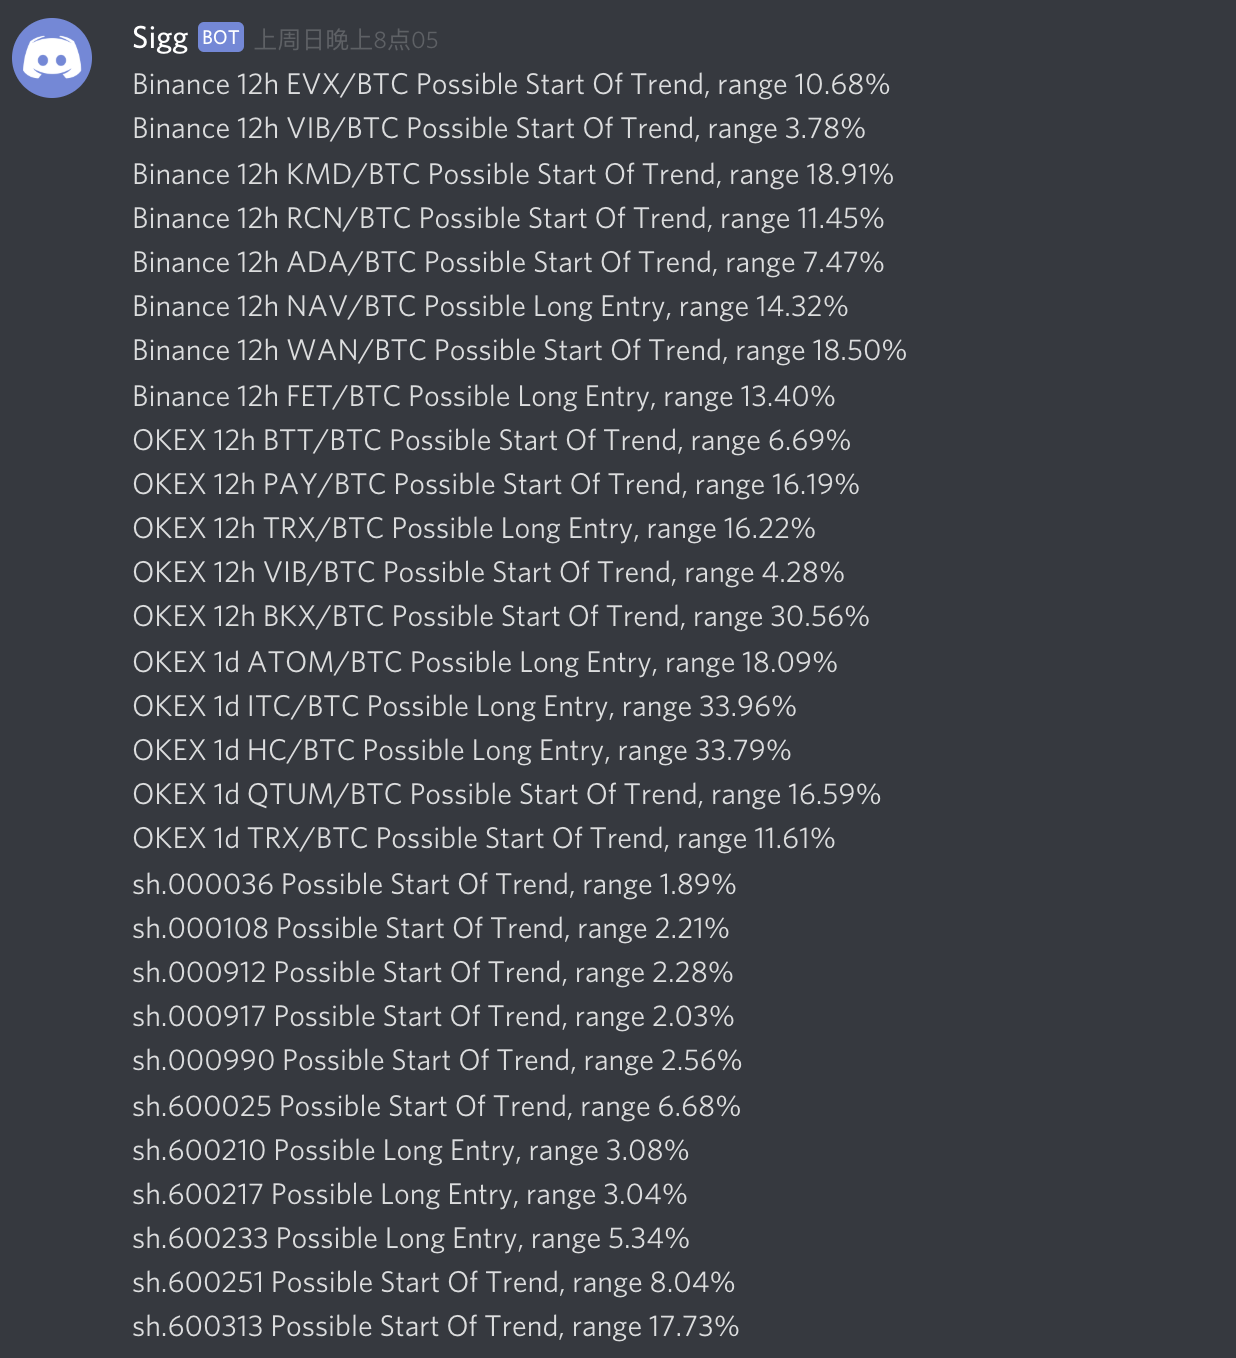 Sigg BOT 上周日晚上8点05
Binance 12h EVX/BTC Possible Start Of Trend, range 10.68%
Binance 12h VIB/BTC Possible Start Of Trend, range 3.78%
Binance 12h KMD/BTC Possible Start Of Trend, range 18.91%
Binance 12h RCN/BTC Possible Start Of Trend, range 11.45%
Binance 12h ADA/BTC Possible Start Of Trend, range 7.47%
Binance 12h NAV/BTC Possible Long Entry, range 14.32%
Binance 12h WAN/BTC Possible Start Of Trend, range 18.50%
Binance 12h FET/BTC Possible Long Entry, range 13.40%
OKEX 12h BTT/BTC Possible Start Of Trend, range 6.69%
OKEX 12h PAY/BTC Possible Start Of Trend, range 16.19%
OKEX 12h TRX/BTC Possible Long Entry, range 16.22%
OKEX 12h VIB/BTC Possible Start Of Trend, range 4.28%
OKEX 12h BKX/BTC Possible Start Of Trend, range 30.56%
OKEX 1d ATOM/BTC Possible Long Entry, range 18.09%
OKEX 1d ITC/BTC Possible Long Entry, range 33.96%
OKEX 1d HC/BTC Possible Long Entry, range 33.79%
OKEX 1d QTUM/BTC Possible Start Of Trend, range 16.59%
OKEX 1d TRX/BTC Possible Start Of Trend, range 11.61%
sh.000036 Possible Start Of Trend, range 1.89%
sh.000108 Possible Start Of Trend, range 2.21%
sh.000912 Possible Start Of Trend, range 2.28%
sh.000917 Possible Start Of Trend, range 2.03%
sh.000990 Possible Start Of Trend, range 2.56%
sh.600025 Possible Start Of Trend, range 6.68%
sh.600210 Possible Long Entry, range 3.08%
sh.600217 Possible Long Entry, range 3.04%
sh.600233 Possible Long Entry, range 5.34%
sh.600251 Possible Start Of Trend, range 8.04%
sh.600313 Possible Start Of Trend, range 17.73%